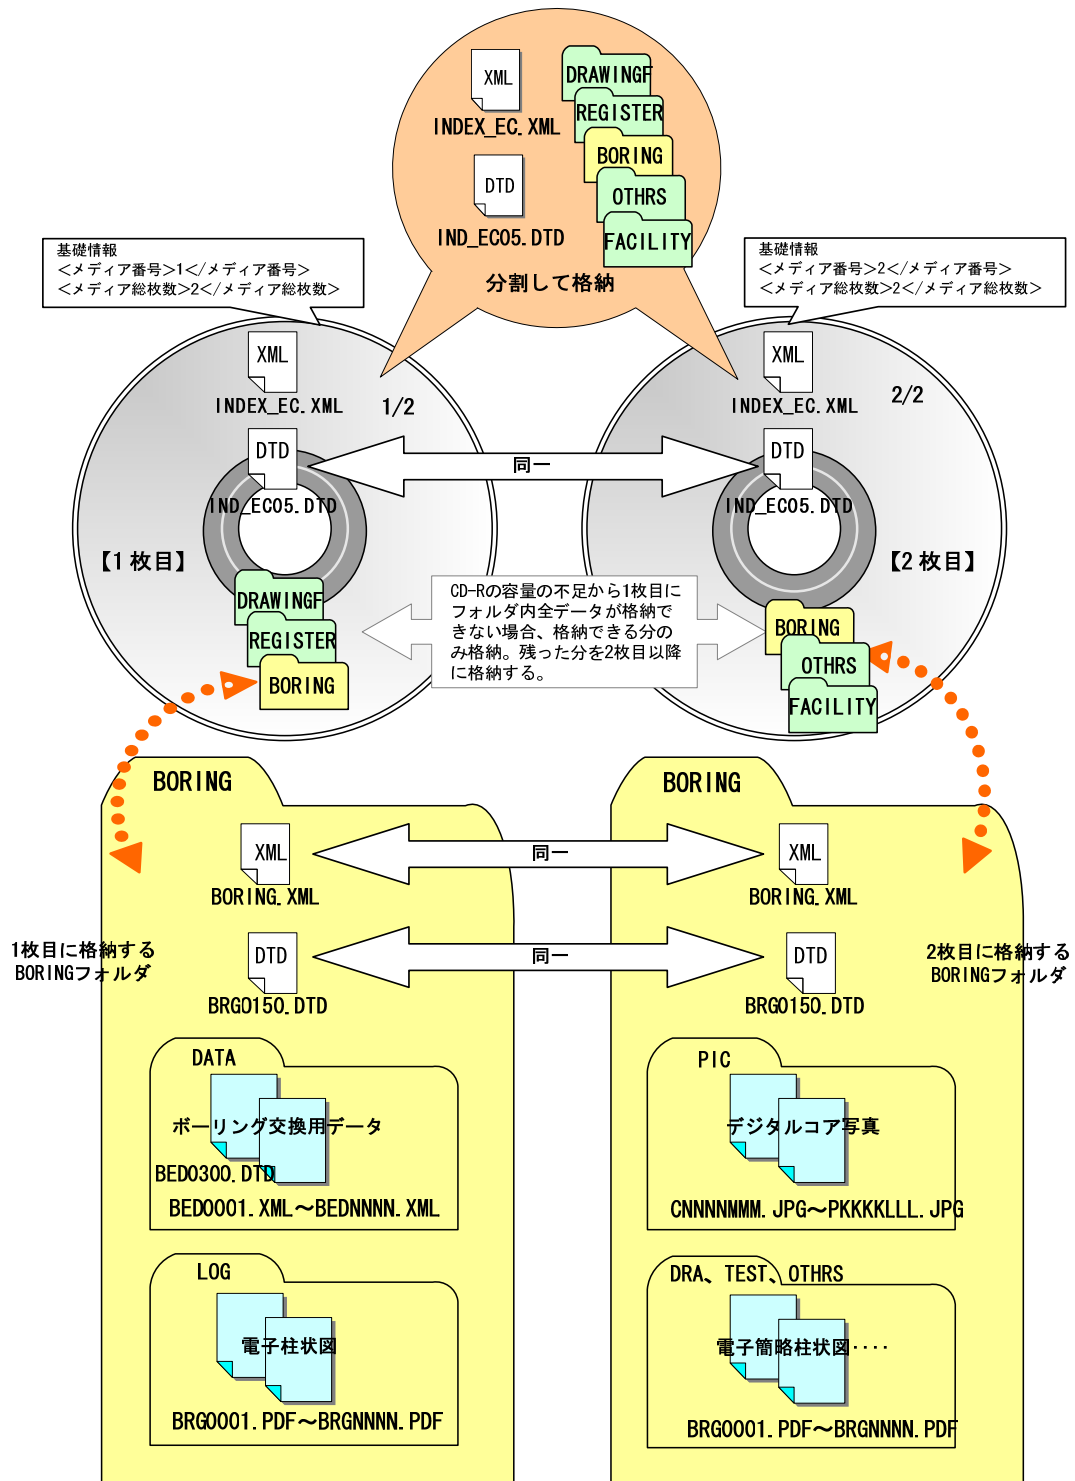 XML
INDEX_EC.XML
DTD
IND_EC05.DTD
DRAWINGF
REGISTER
BORING
OTHRS
FACILITY
分割して格納
基礎情報
<メディア番号>1</メディア番号>
<メディア総枚数>2</メディア総枚数>
基礎情報
<メディア番号>2</メディア番号>
<メディア総枚数>2</メディア総枚数>
XML
INDEX_EC.XML
1/2
DTD
IND_EC05.DTD
【1枚目】
DRAWINGF
REGISTER
BORING
同一
XML
INDEX_EC.XML
2/2
DTD
IND_EC05.DTD
【2枚目】
BORING
OTHRS
FACILITY
CD-Rの容量の不足から1枚目に
フォルダ内全データが格納で
きない場合、格納できる分の
み格納。残った分を2枚目以降
に格納する。
BORING
XML
BORING.XML
同一
DTD
BRG0150.DTD
同一
1枚目に格納する
BORINGフォルダ
DATA
ボーリング交換用データ
BED0300.DTD
BED0001.XML～BEDNNNN.XML
LOG
電子柱状図
BRG0001.PDF～BRGNNNN.PDF
BORING
XML
BORING.XML
DTD
BRG0150.DTD
2枚目に格納する
BORINGフォルダ
PIC
デジタルコア写真
CNNNNMMM.JPG～PKKKKLLL.JPG
DRA、TEST、OTHRS
電子簡略柱状図････
BRG0001.PDF～BRGNNNN.PDF